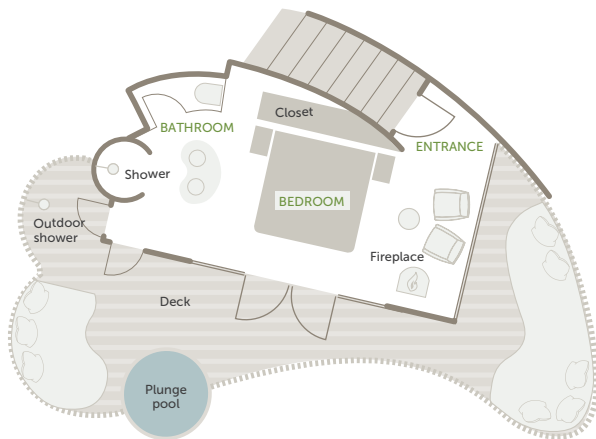 Closet
BATHROOM
ENTRANCE
Shower
BEDROOM
Outdoor
shower
Fireplace
Deck
Plunge
pool